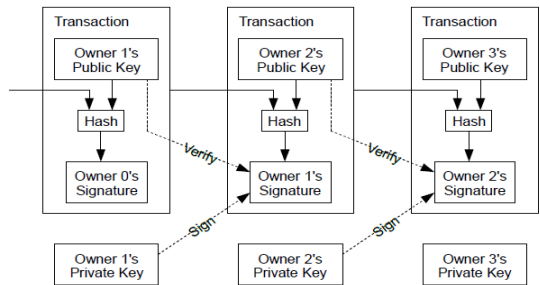 Transaction
Owner 1's
Public Key
Hash
Owner 0's
Signature
Transaction
Owner 2's
Public Key
Hash
Verify
Owner 1's
Signature
Transaction
Owner 3's
Public Key
Hash
Verify
Owner 2's
Signature
Owner 1's
Private Key
Sign
Owner 2's
Private Key
Sign
Owner 3's
Private Key